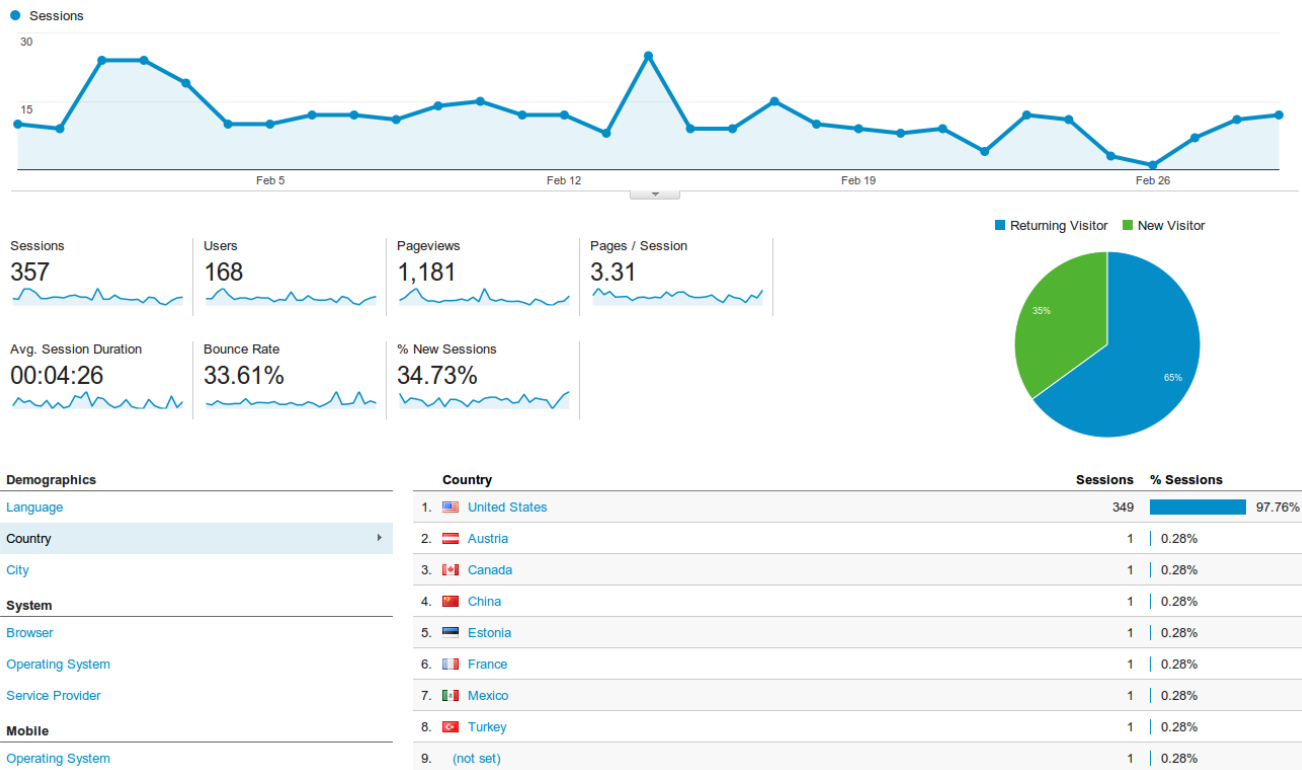 Sessions
30
15
Feb 5 Feb 12 Feb 19 Feb 26
Returning Visitor New Visitor
Sessions Users Pageviews Pages / Session
357 168 1,181 3.31
35%
65%
Avg. Session Duration Bounce Rate % New Sessions
00:04:26 33.61% 34.73%
Demographics
Language
Country
City
System
Browser
Operating System
Service Provider
Mobile
Operating System
Country Sessions % Sessions
1. United States 349 97.76%
2. Austria 1 0.28%
3. Canada 1 0.28%
4. China 1 0.28%
5. Estonia 1 0.28%
6. France 1 0.28%
7. Mexico 1 0.28%
8. Turkey 1 0.28%
9. (not set) 1 0.28%